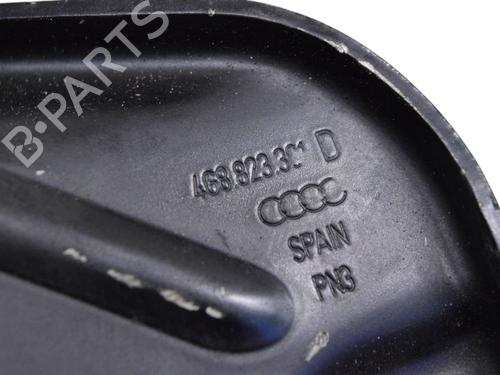 B-PARTS
4G8.823.301 D
SPAIN
PN3